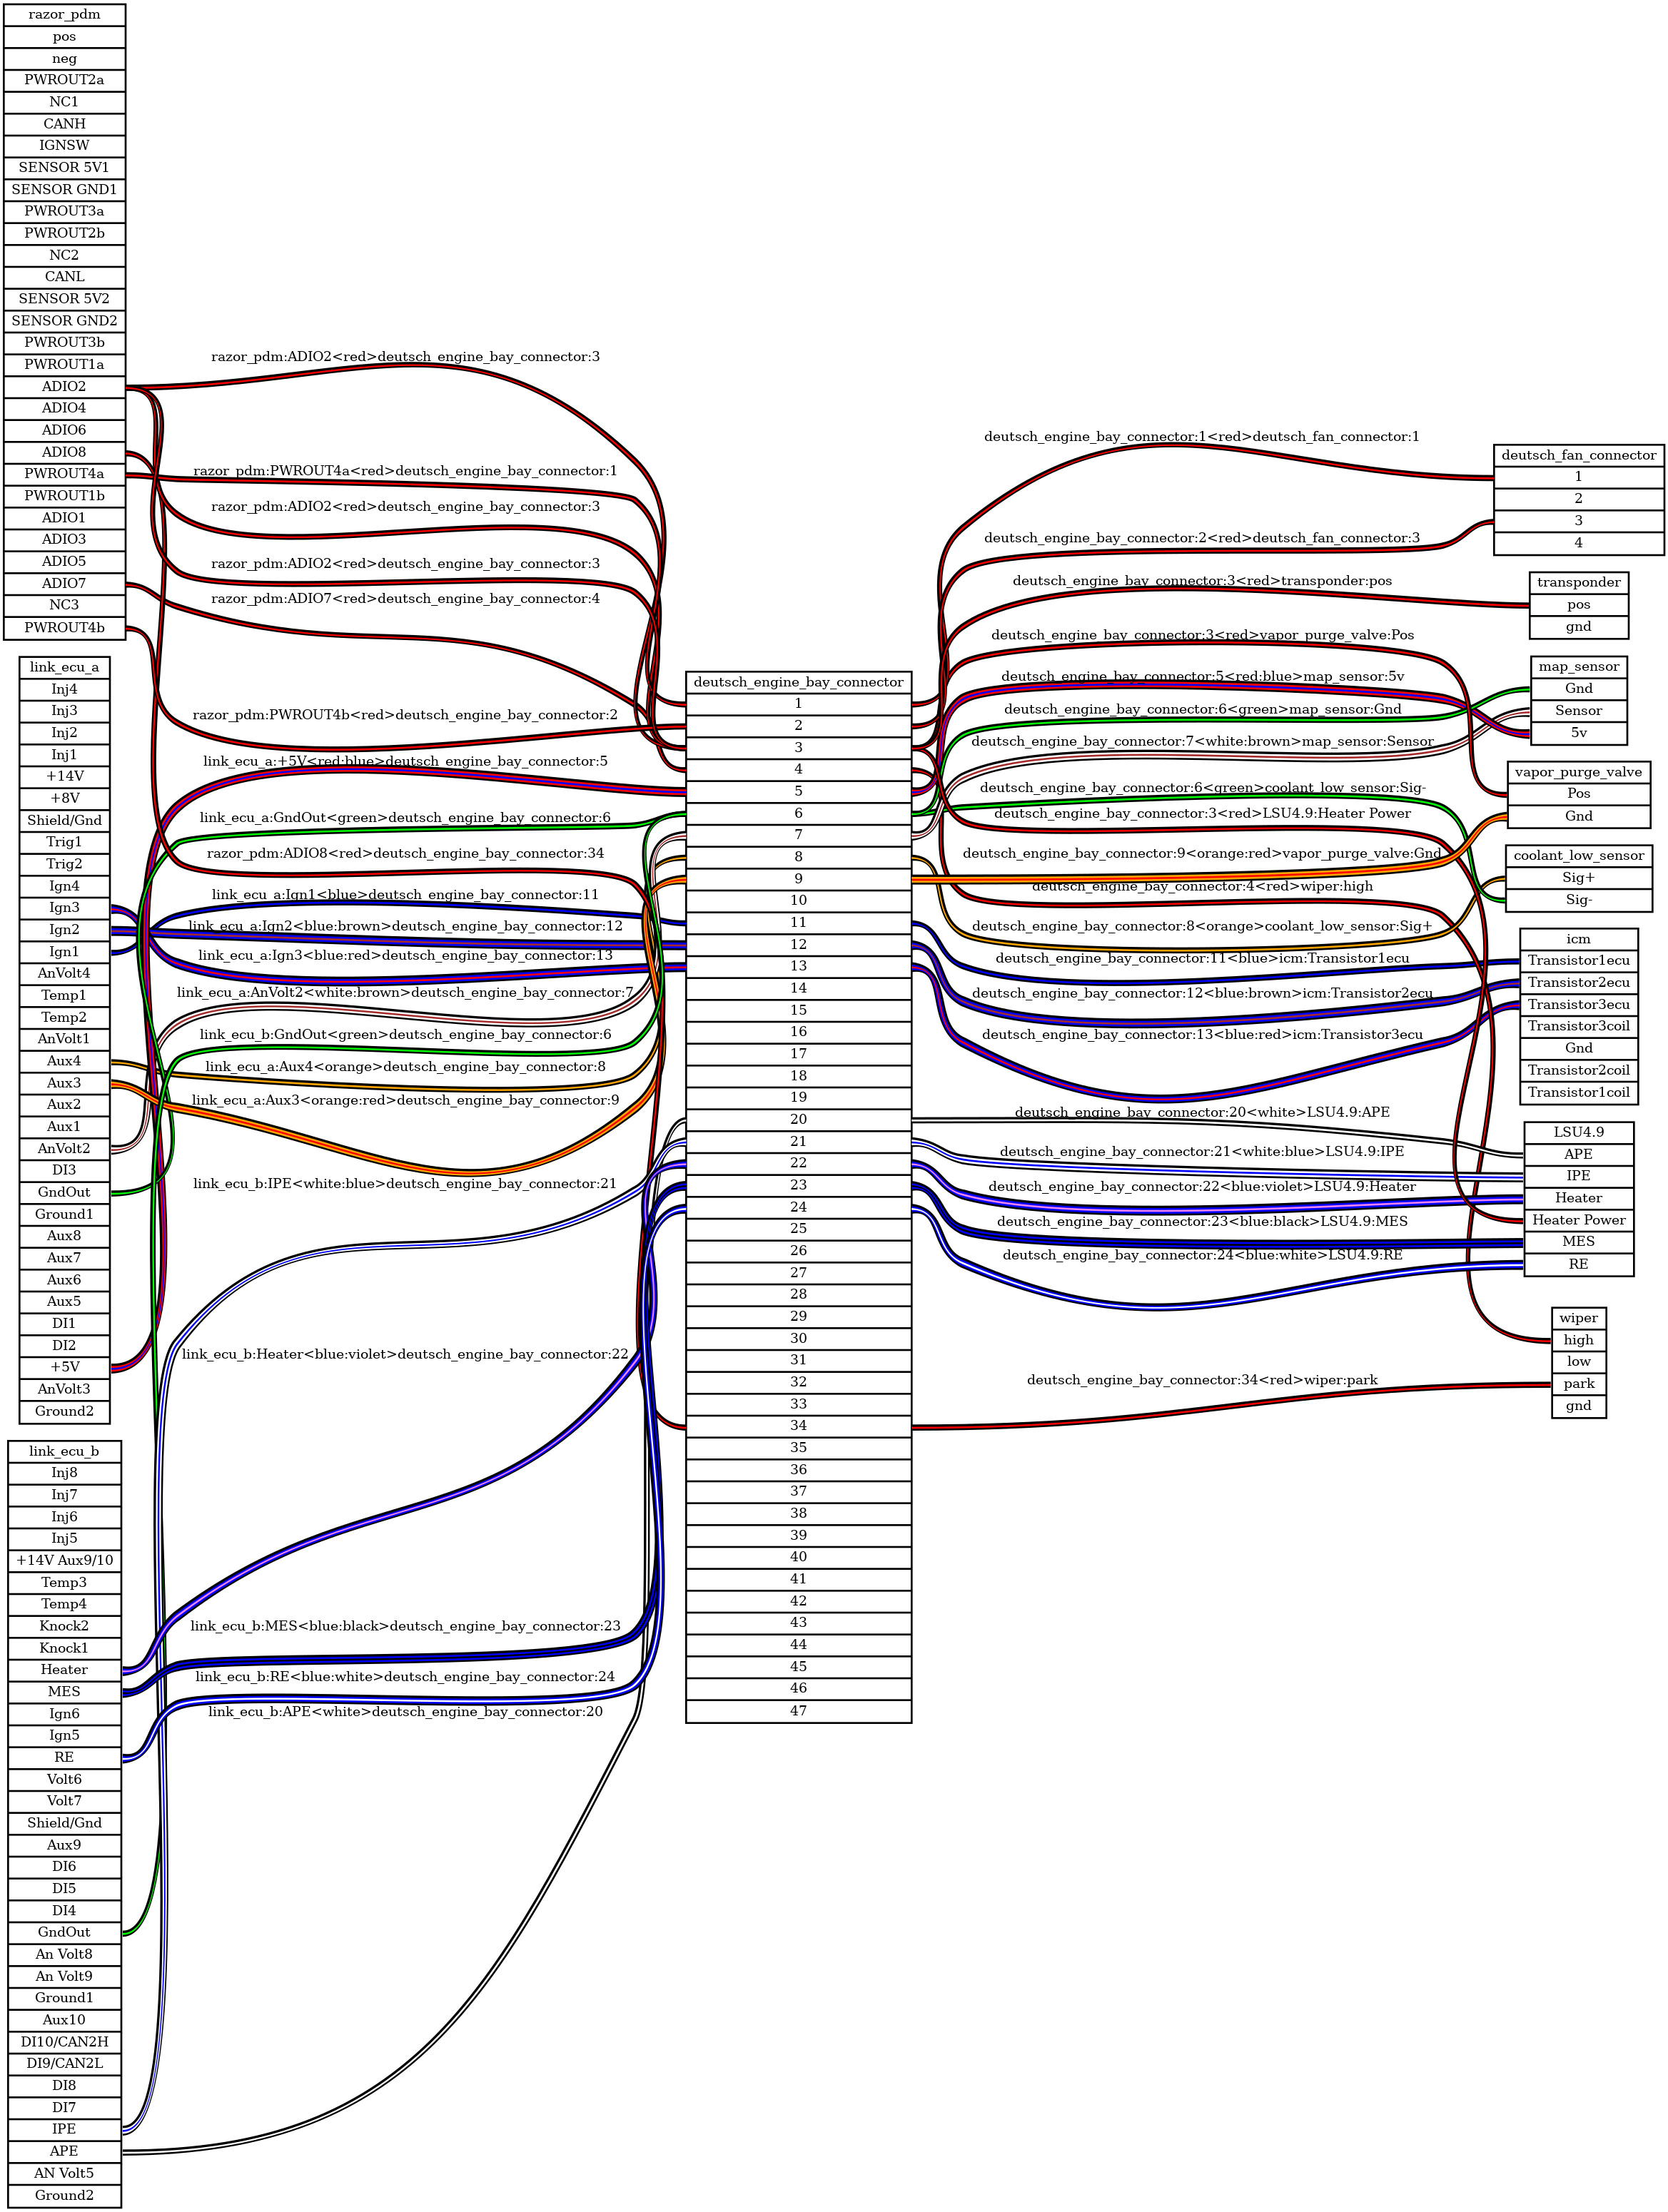 razor_pdm
pos
neg
PWROUT2a
NC1
CANH
IGNSW
SENSOR 5V1
SENSOR GND1
PWROUT3a
PWROUT2b
NC2
CANL
SENSOR 5V2
SENSOR GND2
PWROUT3b
PWROUT1a
ADIO2
ADIO4
ADIO6
ADIO8
PWROUT4a
PWROUT1b
ADIO1
ADIO3
ADIO5
ADIO7
NC3
PWROUT4b
link_ecu_a
Inj4
Inj3
Inj2
Inj1
+14V
+8V
Shield/Gnd
Trig1
Trig2
Ign4
Ign3
Ign2
Ign1
AnVolt4
Temp1
Temp2
AnVolt1
Aux4
Aux3
Aux2
Aux1
AnVolt2
DI3
GndOut
Ground1
Aux8
Aux7
Aux6
Aux5
DI1
DI2
+5V
AnVolt3
Ground2
link_ecu_b
Inj8
Inj7
Inj6
Inj5
+14V Aux9/10
Temp3
Temp4
Knock2
Knock1
Heater
MES
Ign6
Ign5
RE
Volt6
Volt7
Shield/Gnd
Aux9
DI6
DI5
DI4
GndOut
An Volt8
An Volt9
Ground1
Aux10
DI10/CAN2H
DI9/CAN2L
DI8
DI7
IPE
APE
AN Volt5
Ground2
razor_pdm:ADIO2<red>deutsch_engine_bay_connector:3
razor_pdm:PWROUT4a<red>deutsch_engine_bay_connector:1
razor_pdm:ADIO2<red>deutsch_engine_bay_connector:3
razor_pdm:ADIO2<red>deutsch_engine_bay_connector:3
razor_pdm:ADIO7<red>deutsch_engine_bay_connector:4
razor_pdm:PWROUT4b<red>deutsch_engine_bay_connector:2
link_ecu_a:+5V<red:blue>deutsch_engine_bay_connector:5
link_ecu_a:GndOut<green>deutsch_engine_bay_connector:6
razor_pdm:ADIO8<red>deutsch_engine_bay_connector:34
link_ecu_a:Ign1<blue>deutsch_engine_bay_connector:11
link_ecu_a:Ign2<blue:brown>deutsch_engine_bay_connector:12
link_ecu_a:Ign3<blue:red>deutsch_engine_bay_connector:13
link_ecu_a:AnVolt2<white:brown>deutsch_engine_bay_connector:7
link_ecu_b:GndOut<green>deutsch_engine_bay_connector:6
link_ecu_a:Aux4<orange>deutsch_engine_bay_connector:8
link_ecu_a:Aux3<orange:red>deutsch_engine_bay_connector:9
link_ecu_b:IPE<white:blue>deutsch_engine_bay_connector:21
link_ecu_b:Heater<blue:violet>deutsch_engine_bay_connector:22
link_ecu_b:MES<blue:black>deutsch_engine_bay_connector:23
link_ecu_b:RE<blue:white>deutsch_engine_bay_connector:24
link_ecu_b:APE<white>deutsch_engine_bay_connector:20
deutsch_engine_bay_connector
1
2
3
4
5
6
7
8
9
10
11
12
13
14
15
16
17
18
19
20
21
22
23
24
25
26
27
28
29
30
31
32
33
34
35
36
37
38
39
40
41
42
43
44
45
46
47
deutsch_engine_bay_connector:1<red>deutsch_fan_connector:1
deutsch_engine_bay_connector:2<red>deutsch_fan_connector:3
deutsch_engine_bay_connector:3<red>transponder:pos
deutsch_engine_bay_connector:3<red>vapor_purge_valve:Pos
deutsch_engine_bay_connector:5<red:blue>map_sensor:5v
deutsch_engine_bay_connector:6<green>map_sensor:Gnd
deutsch_engine_bay_connector:7<white:brown>map_sensor:Sensor
deutsch_engine_bay_connector:6<green>coolant_low_sensor:Sig-
deutsch_engine_bay_connector:3<red>LSU4.9:Heater Power
deutsch_engine_bay_connector:9<orange:red>vapor_purge_valve:Gnd
deutsch_engine_bay_connector:4<red>wiper:high
deutsch_engine_bay_connector:8<orange>coolant_low_sensor:Sig+
deutsch_engine_bay_connector:11<blue>icm:Transistor1ecu
deutsch_engine_bay_connector:12<blue:brown>icm:Transistor2ecu
deutsch_engine_bay_connector:13<blue:red>icm:Transistor3ecu
deutsch_engine_bay_connector:20<white>LSU4.9:APE
deutsch_engine_bay_connector:21<white:blue>LSU4.9:IPE
deutsch_engine_bay_connector:22<blue:violet>LSU4.9:Heater
deutsch_engine_bay_connector:23<blue:black>LSU4.9:MES
deutsch_engine_bay_connector:24<blue:white>LSU4.9:RE
deutsch_engine_bay_connector:34<red>wiper:park
deutsch_fan_connector
1
2
3
4
transponder
pos
gnd
map_sensor
Gnd
Sensor
5v
vapor_purge_valve
Pos
Gnd
coolant_low_sensor
Sig+
Sig-
icm
Transistor1ecu
Transistor2ecu
Transistor3ecu
Transistor3coil
Gnd
Transistor2coil
Transistor1coil
LSU4.9
APE
IPE
Heater
Heater Power
MES
RE
wiper
high
low
park
gnd